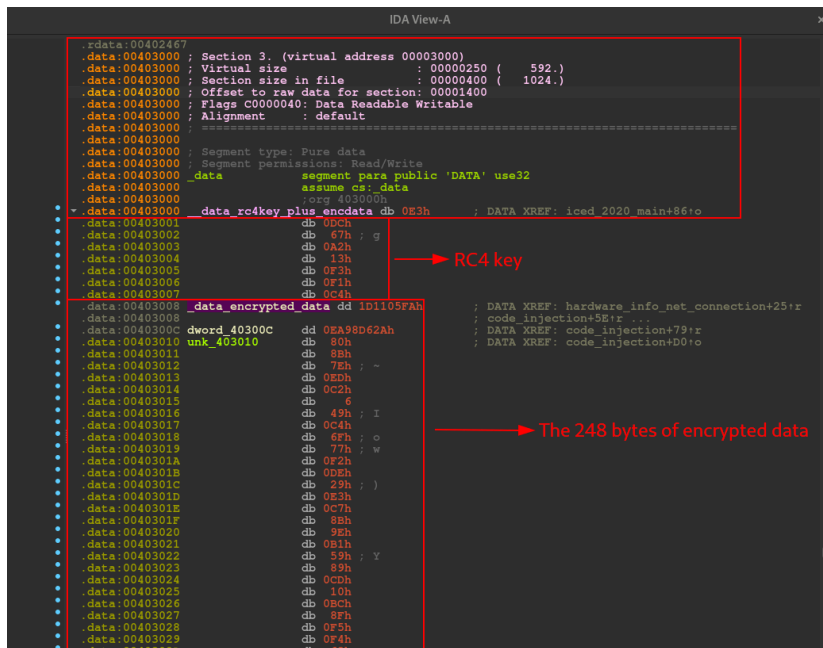 IDA View-A
.rdata:00402467
.data:00403000 ; Section 3. (virtual address 00003000)
.data:00403000 ; Virtual size : 00000250 ( 592.)
.data:00403000 ; Section size in file : 00000400 ( 1024.)
.data:00403000 ; Offset to raw data for section: 00001400
.data:00403000 ; Flags C0000040: Data Readable Writable
.data:00403000 ; Alignment : default
.data:00403000 ; ===========================================================================
.data:00403000
.data:00403000 ; Segment type: Pure data
.data:00403000 ; Segment permissions: Read/Write
.data:00403000 _data segment para public 'DATA' use32
.data:00403000 assume cs:_data
.data:00403000 ;org 403000h
.data:00403000 __data_rc4key_plus_encdata db 0E3h ; DATA XREF: iced_2020_main+86↑o
.data:00403001 db 0DCh
.data:00403002 db 67h ; g
.data:00403003 db 0A2h
.data:00403004 db 13h
RC4 key
.data:00403005 db 0F3h
.data:00403006 db 0F1h
.data:00403007 db 0C4h
.data:00403008 _data_encrypted_data dd 1D1105FAh ; DATA XREF: hardware_info_net_connection+25↑r
.data:00403008 ; code_injection+5E↑r ...
.data:0040300C dword_40300C dd 0EA98D62Ah ; DATA XREF: code_injection+79↑r
.data:00403010 unk_403010 db 80h ; DATA XREF: code_injection+D0↑o
.data:00403011 db 8Bh
.data:00403012 db 7Eh ; ~
.data:00403013 db 0EDh
.data:00403014 db 0C2h
.data:00403015 db 6
.data:00403016 db 49h ; I
.data:00403017 db 0C4h
.data:00403018 db 6Fh ; o
The 248 bytes of encrypted data
.data:00403019 db 77h ; w
.data:0040301A db 0F2h
.data:0040301B db 0DEh
.data:0040301C db 29h ; )
.data:0040301D db 0E3h
.data:0040301E db 0C7h
.data:0040301F db 8Bh
.data:00403020 db 9Eh
.data:00403021 db 0B1h
.data:00403022 db 59h ; Y
.data:00403023 db 89h
.data:00403024 db 0CDh
.data:00403025 db 10h
.data:00403026 db 0BCh
.data:00403027 db 8Fh
.data:00403028 db 0F5h
.data:00403029 db 0F4h